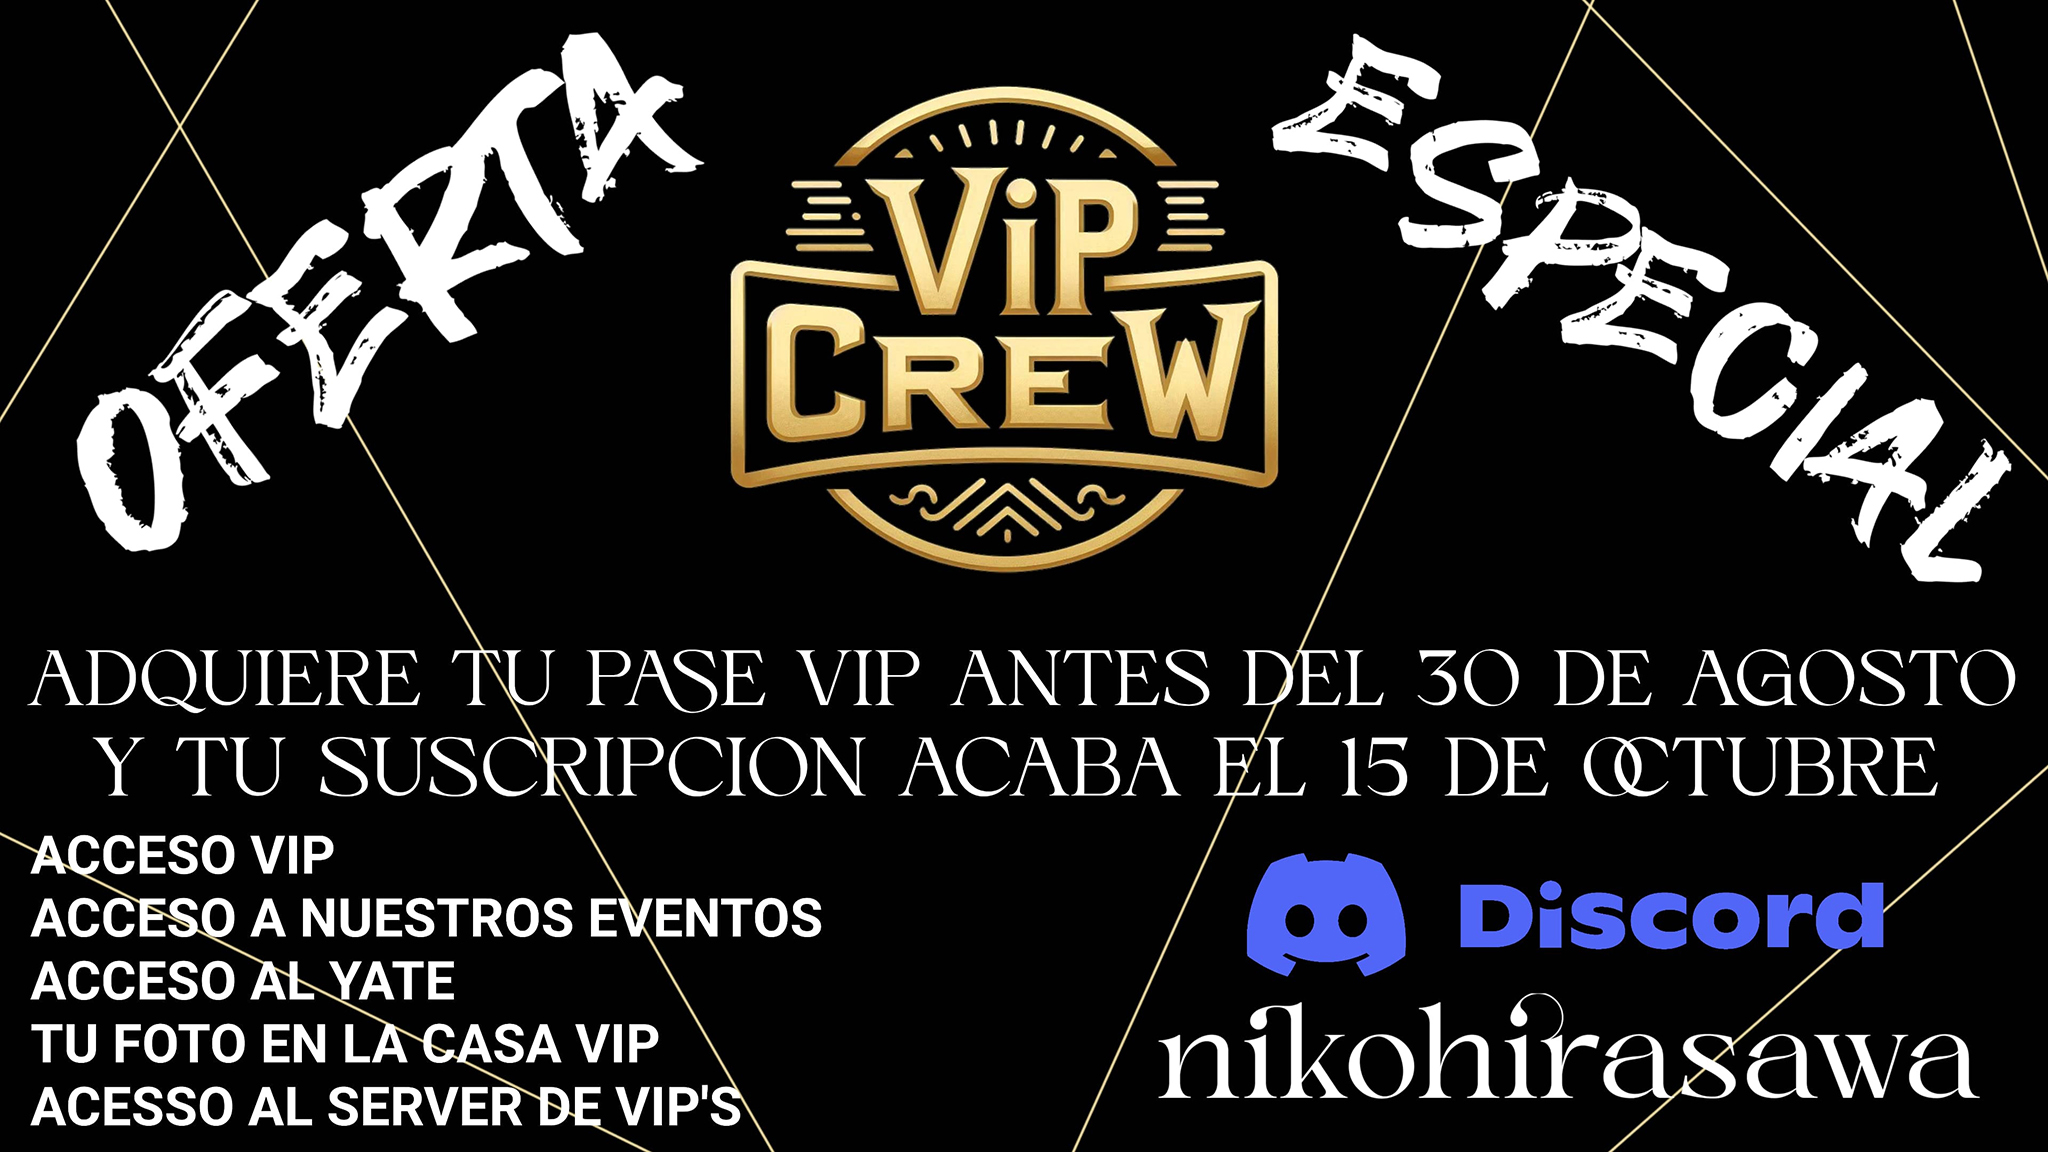 OFERTA
ESPECIAL
ViP
CREW
ADQUIERE TU PASE VIP ANTES DEL 30 DE AGOSTO
Y TU SUSCRIPCION ACABA EL 15 DE OCTUBRE
ACCESO VIP
ACCESO A NUESTROS EVENTOS
ACCESO AL YATE
TU FOTO EN LA CASA VIP
ACESSO AL SERVER DE VIP'S
Discord
nikohirasawa